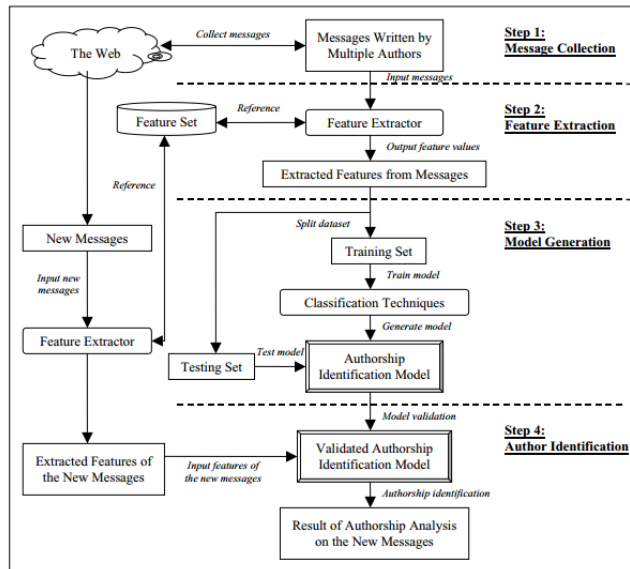 The Web
Collect messages
Messages Written by
Multiple Authors
Step 1:
Message Collection
Input messages
Feature Set
Reference
Feature Extractor
Step 2:
Feature Extraction
Output feature values
Extracted Features from Messages
Reference
Split dataset
Step 3:
Model Generation
New Messages
Training Set
Input new
messages
Train model
Classification Techniques
Generate model
Feature Extractor
Testing Set
Test model
Authorship
Identification Model
Model validation
Step 4:
Author Identification
Extracted Features of
the New Messages
Input features of
the new messages
Validated Authorship
Identification Model
Authorship identification
Result of Authorship Analysis
on the New Messages